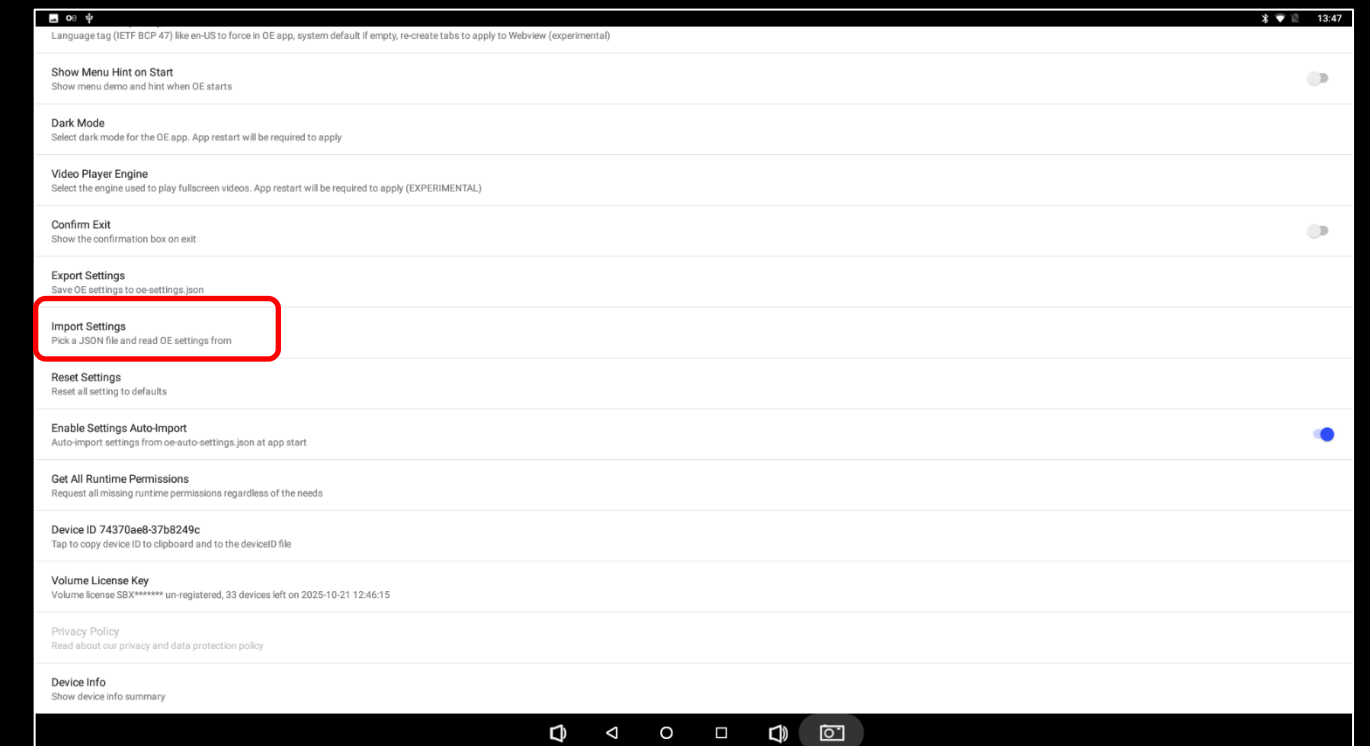 oe 13:47
Language tag (IETF BCP 47) like en-US to force in OE app, system default if empty, re-create tabs to apply to Webview (experimental)
Show Menu Hint on Start
Show menu demo and hint when OE starts
Dark Mode
Select dark mode for the OE app. App restart will be required to apply
Video Player Engine
Select the engine used to play fullscreen videos. App restart will be required to apply (EXPERIMENTAL)
Confirm Exit
Show the confirmation box on exit
Export Settings
Save OE settings to oe-settings.json
Import Settings
Pick a JSON file and read OE settings from
Reset Settings
Reset all setting to defaults
Enable Settings Auto-Import
Auto-import settings from oe-auto-settings.json at app start
Get All Runtime Permissions
Request all missing runtime permissions regardless of the needs
Device ID 74370ae8-37b8249c
Tap to copy device ID to clipboard and to the deviceID file
Volume License Key
Volume license SBX******* un-registered, 33 devices left on 2025-10-21 12:46:15
Privacy Policy
Read about our privacy and data protection policy
Device Info
Show device info summary